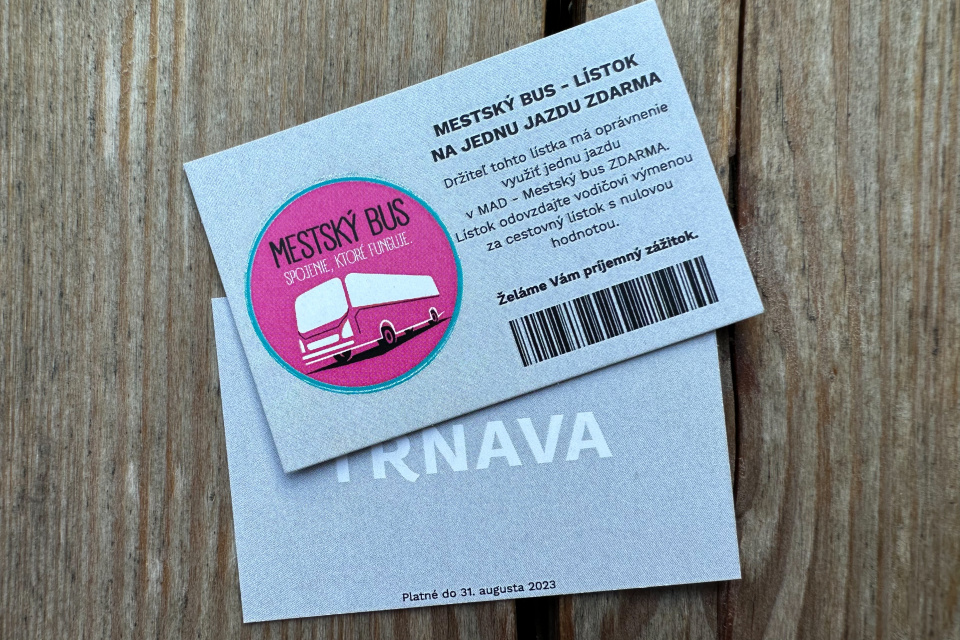 MESTSKÝ BUS - LÍSTOK
NA JEDNU JAZDU ZDARMA
Držiteľ tohto lístka má oprávnenie
využiť jednu jazdu
v MAD - Mestský bus ZDARMA.
Lístok odovzdajte vodičovi výmenou
za cestovný lístok s nulovou
hodnotou.
Želáme Vám príjemný zážitok.
MESTSKÝ BUS
SPOJENIE, KTORÉ FUNGUJE.
TRNAVA
Platné do 31. augusta 2023